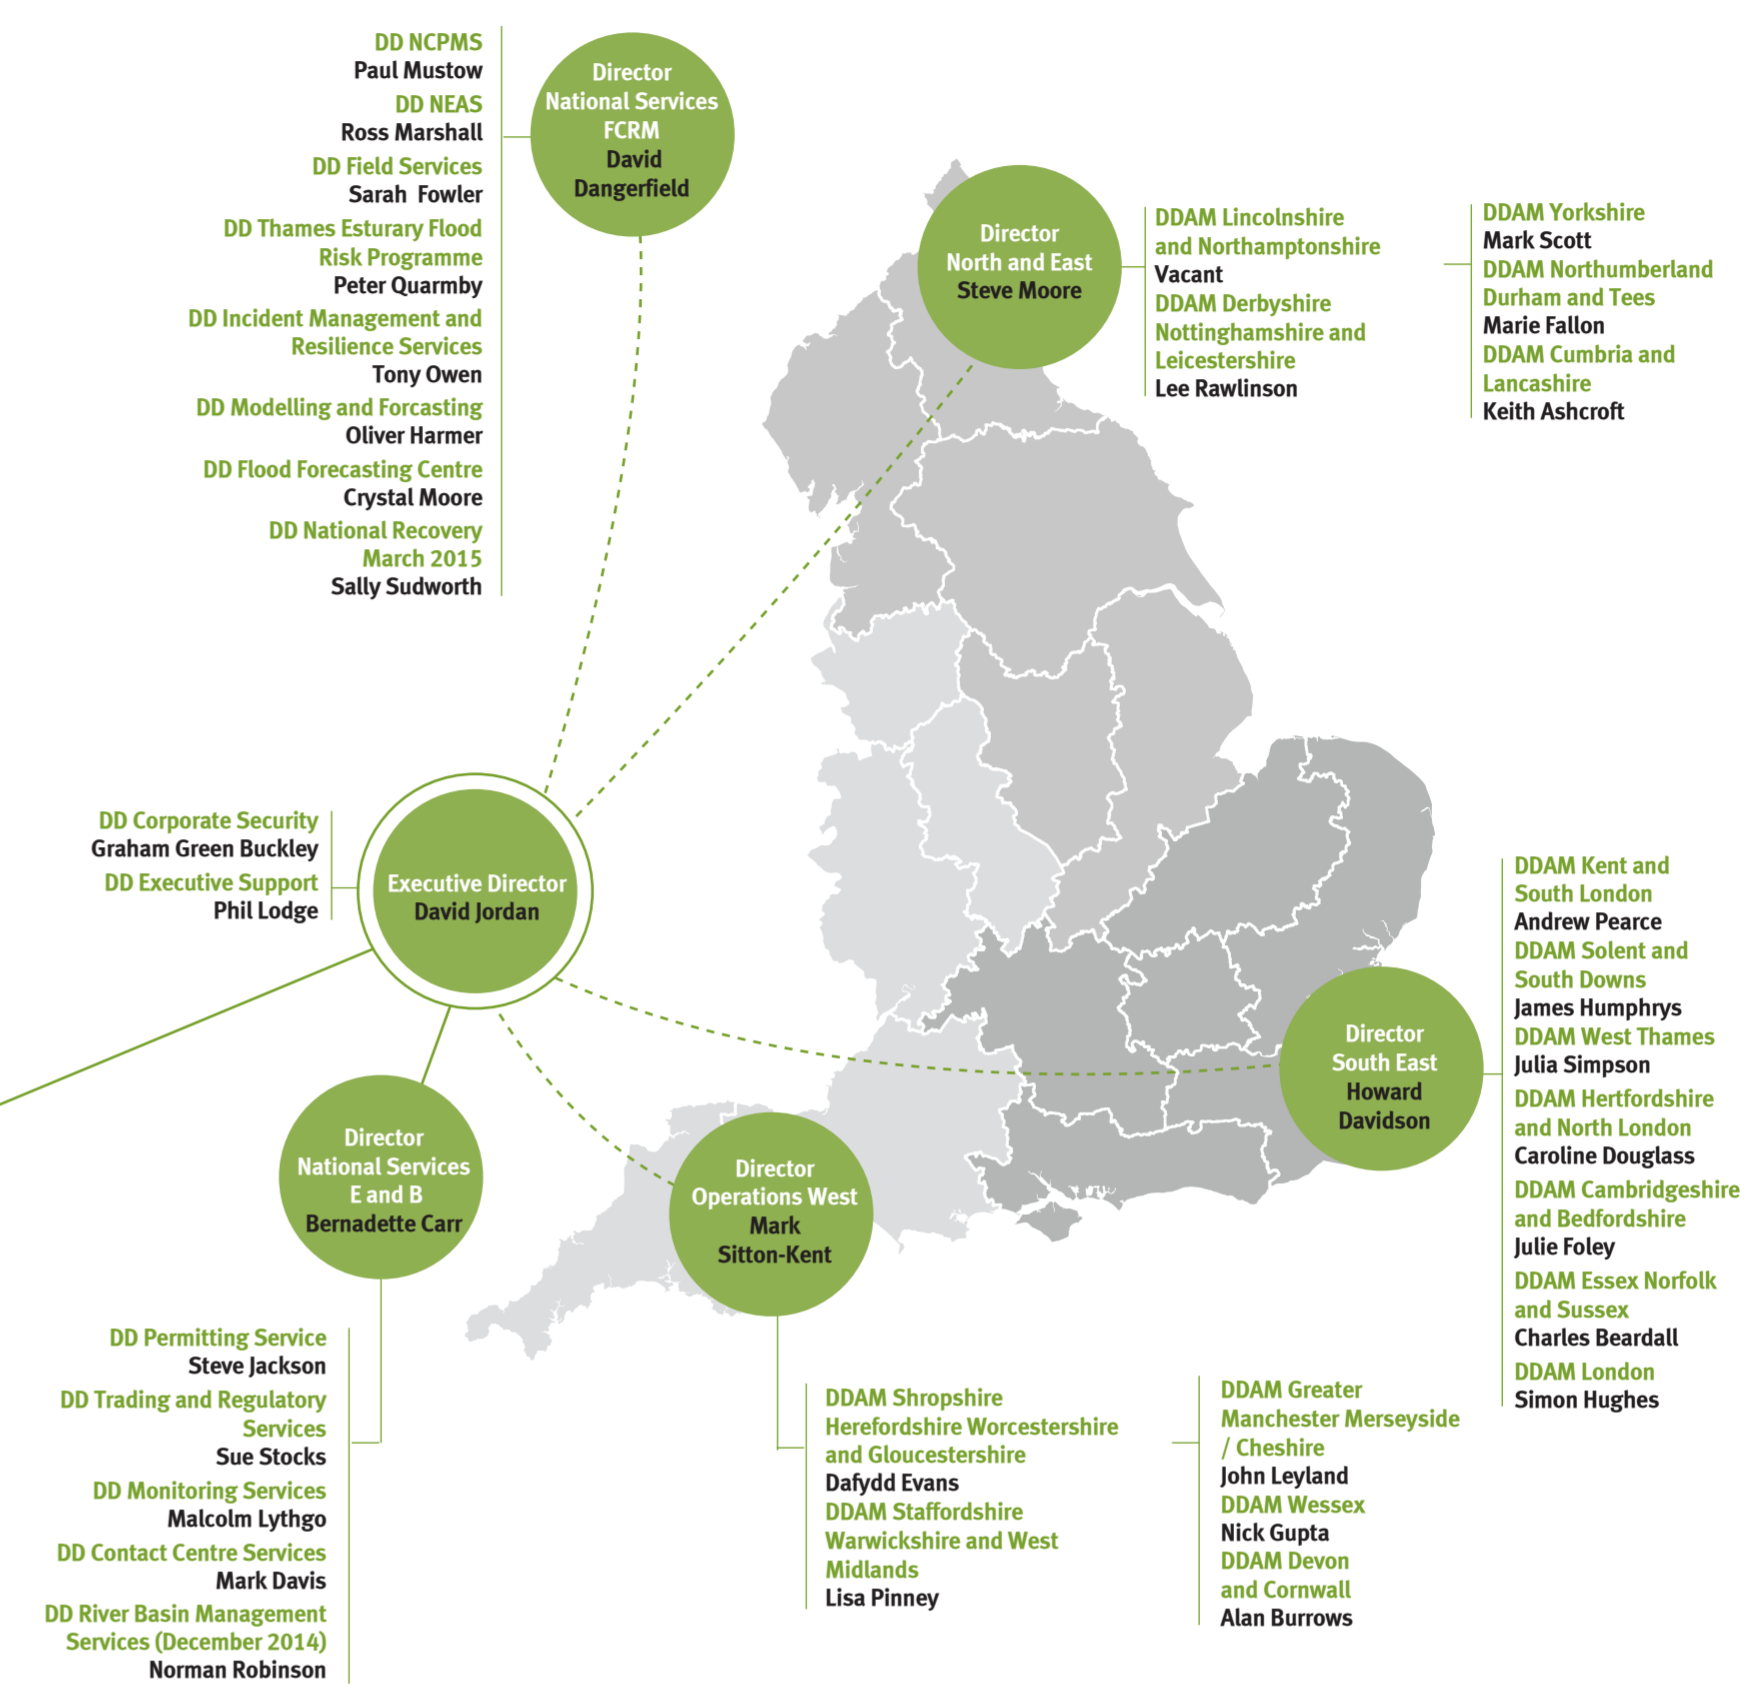 DD NCPMS
Paul Mustow
DD NEAS
Ross Marshall
DD Field Services
Sarah Fowler
DD Thames Esturary Flood
Risk Programme
Peter Quarmby
DD Incident Management and
Resilience Services
Tony Owen
DD Modelling and Forcasting
Oliver Harmer
DD Flood Forecasting Centre
Crystal Moore
DD National Recovery
March 2015
Sally Sudworth
Director
National Services
FCRM
David
Dangerfield
Director
North and East
Steve Moore
DDAM Lincolnshire
and Northamptonshire
Vacant
DDAM Derbyshire
Nottinghamshire and
Leicestershire
Lee Rawlinson
DDAM Yorkshire
Mark Scott
DDAM Northumberland
Durham and Tees
Marie Fallon
DDAM Cumbria and
Lancashire
Keith Ashcroft
DD Corporate Security
Graham Green Buckley
DD Executive Support
Phil Lodge
Executive Director
David Jordan
Director
South East
Howard
Davidson
DDAM Kent and
South London
Andrew Pearce
DDAM Solent and
South Downs
James Humphrys
DDAM West Thames
Julia Simpson
DDAM Hertfordshire
and North London
Caroline Douglass
DDAM Cambridgeshire
and Bedfordshire
Julie Foley
DDAM Essex Norfolk
and Sussex
Charles Beardall
DDAM London
Simon Hughes
Director
National Services
E and B
Bernadette Carr
DD Permitting Service
Steve Jackson
DD Trading and Regulatory
Services
Sue Stocks
DD Monitoring Services
Malcolm Lythgo
DD Contact Centre Services
Mark Davis
DD River Basin Management
Services (December 2014)
Norman Robinson
Director
Operations West
Mark
Sitton-Kent
DDAM Shropshire
Herefordshire Worcestershire
and Gloucestershire
Dafydd Evans
DDAM Staffordshire
Warwickshire and West
Midlands
Lisa Pinney
DDAM Greater
Manchester Merseyside
/ Cheshire
John Leyland
DDAM Wessex
Nick Gupta
DDAM Devon
and Cornwall
Alan Burrows